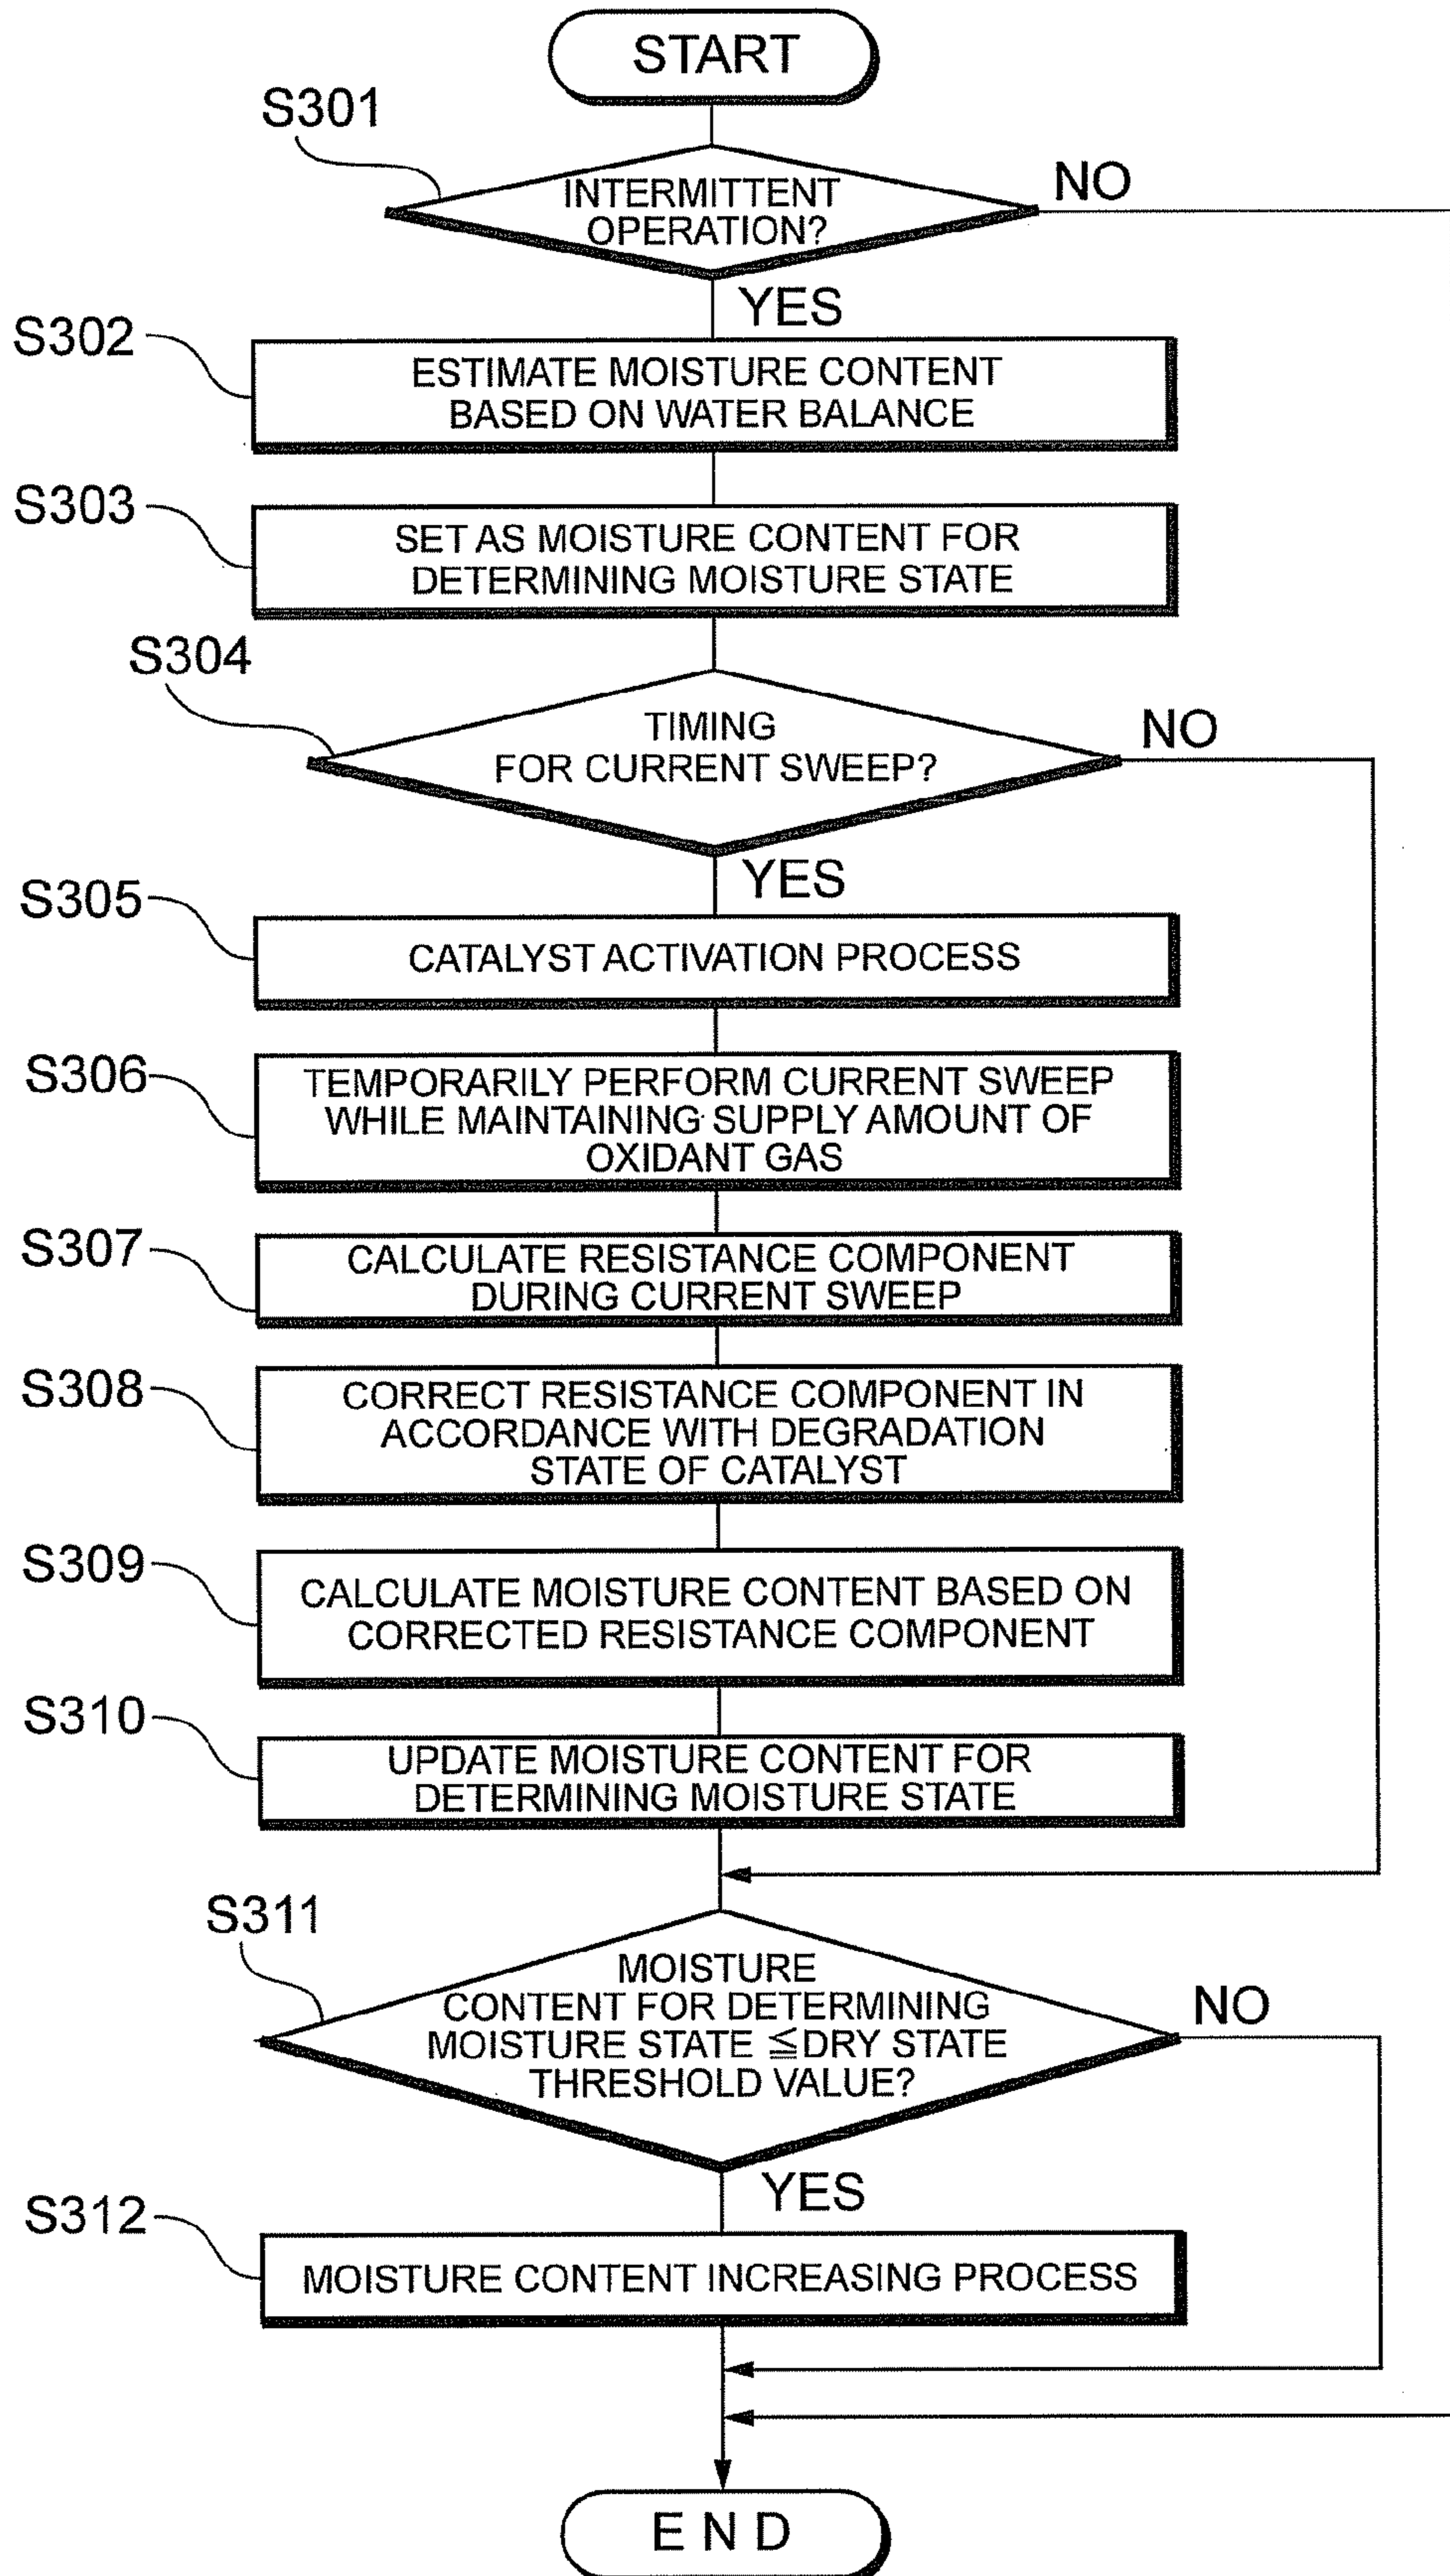 START
S301
INTERMITTENT
OPERATION?
NO
YES
S302
ESTIMATE MOISTURE CONTENT
BASED ON WATER BALANCE
S303
SET AS MOISTURE CONTENT FOR
DETERMINING MOISTURE STATE
S304
TIMING
FOR CURRENT SWEEP?
NO
YES
S305
CATALYST ACTIVATION PROCESS
S306
TEMPORARILY PERFORM CURRENT SWEEP
WHILE MAINTAINING SUPPLY AMOUNT OF
OXIDANT GAS
S307
CALCULATE RESISTANCE COMPONENT
DURING CURRENT SWEEP
S308
CORRECT RESISTANCE COMPONENT IN
ACCORDANCE WITH DEGRADATION
STATE OF CATALYST
S309
CALCULATE MOISTURE CONTENT BASED ON
CORRECTED RESISTANCE COMPONENT
S310
UPDATE MOISTURE CONTENT FOR
DETERMINING MOISTURE STATE
S311
MOISTURE
CONTENT FOR DETERMINING
MOISTURE STATE ≦DRY STATE
THRESHOLD VALUE?
NO
YES
S312
MOISTURE CONTENT INCREASING PROCESS
END